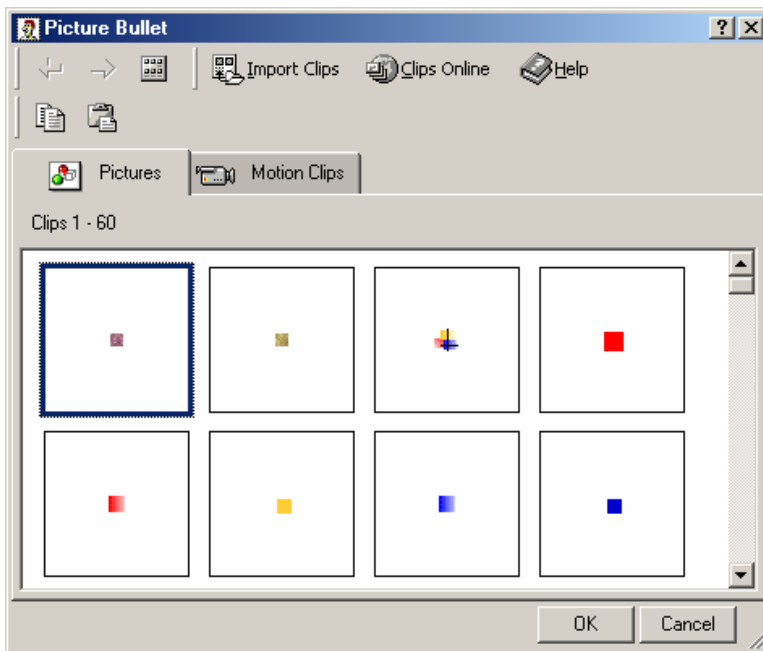 Picture Bullet
Import Clips Clips Online Help
Pictures Motion Clips
Clips 1 - 60
OK Cancel